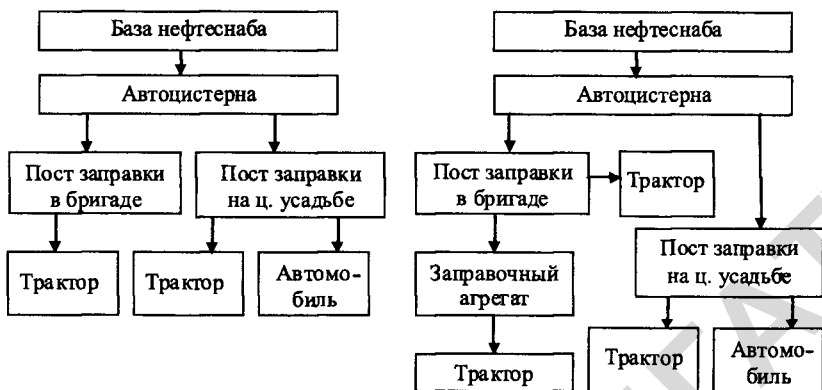 База нефтеснаба
Автоцистерна
Пост заправки
в бригаде
Пост заправки
на ц. усадьбе
Трактор
Трактор
Автомо-
биль
База нефтеснаба
Автоцистерна
Пост заправки
в бригаде
Трактор
Пост заправки
на ц. усадьбе
Заправочный
агрегат
Трактор
Трактор
Автомо-
биль